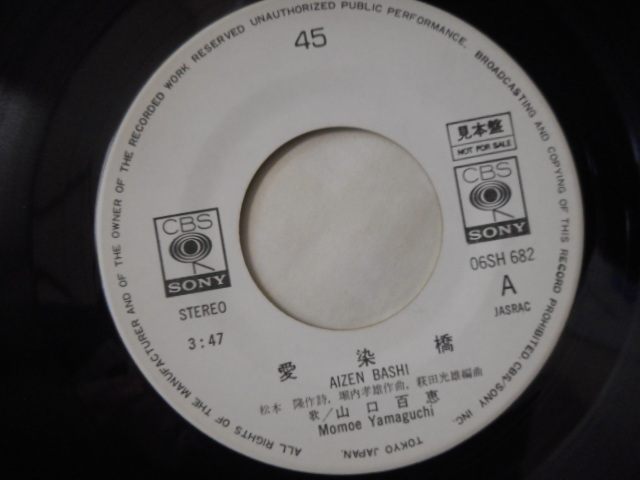 ALL RIGHTS OF THE MANUFACTURER AND OF THE OWNER OF THE RECORDED WORK RESERVED UNAUTHORIZED PUBLIC PERFORMANCE, BROADCASTING AND COPYING OF THIS RECORD PROHIBITED. CBS/SONY INC. TOKYO JAPAN.
45
見本盤
NOT FOR SALE
CBS
SONY
CBS
SONY
06SH 682
STEREO
A
3:47
JASRAC
愛染橋
AIZEN BASHI
松本 隆作詩, 堀内孝雄作曲, 萩田光雄編曲
歌/山口百恵
Momoe Yamaguchi